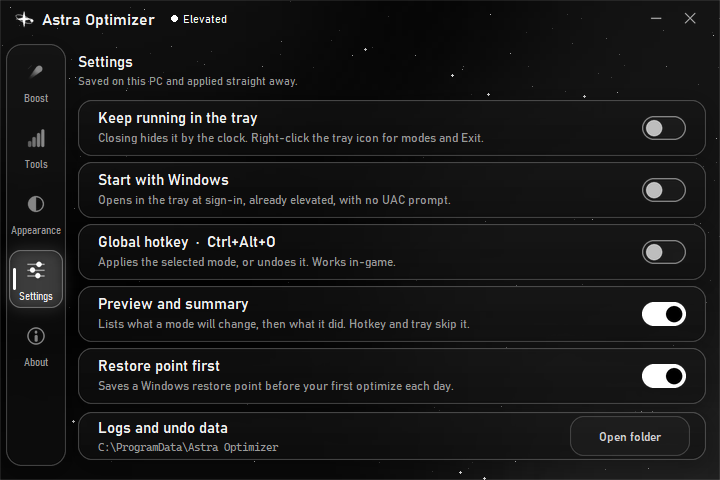 Astra Optimizer
Elevated
Boost
Tools
Appearance
Settings
About
Settings
Saved on this PC and applied straight away.
Keep running in the tray
Closing hides it by the clock. Right-click the tray icon for modes and Exit.
Start with Windows
Opens in the tray at sign-in, already elevated, with no UAC prompt.
Global hotkey · Ctrl+Alt+O
Applies the selected mode, or undoes it. Works in-game.
Preview and summary
Lists what a mode will change, then what it did. Hotkey and tray skip it.
Restore point first
Saves a Windows restore point before your first optimize each day.
Logs and undo data
C:\ProgramData\Astra Optimizer
Open folder